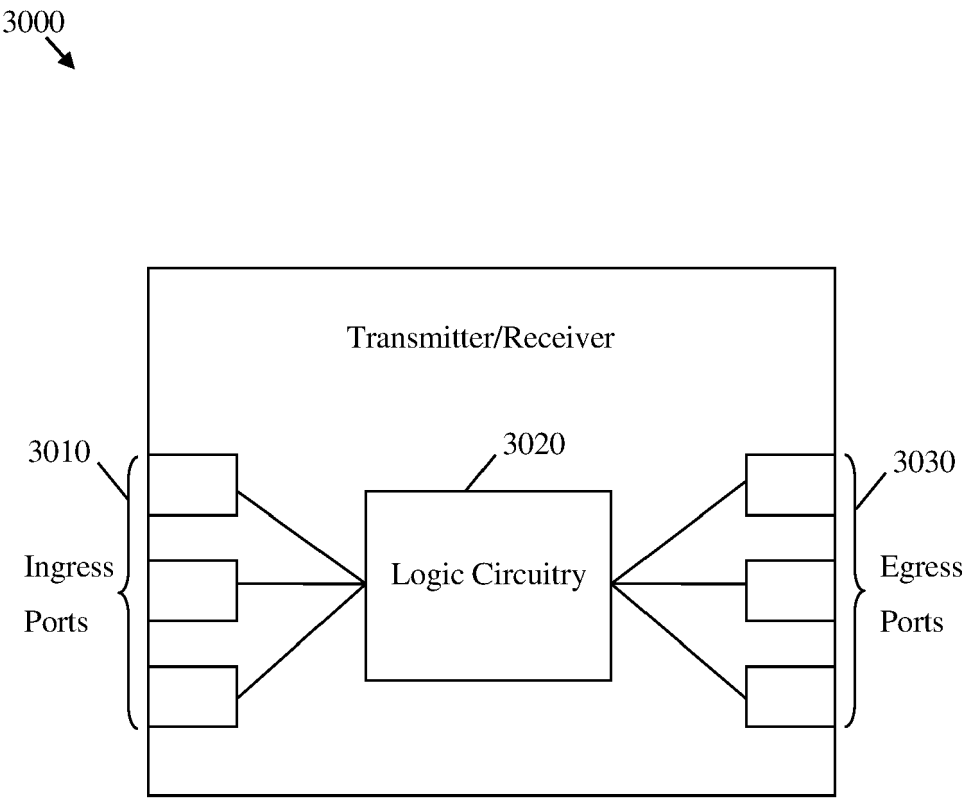 3000
Transmitter/Receiver
3010
3020
3030
Ingress
Ports
Logic Circuitry
Egress
Ports